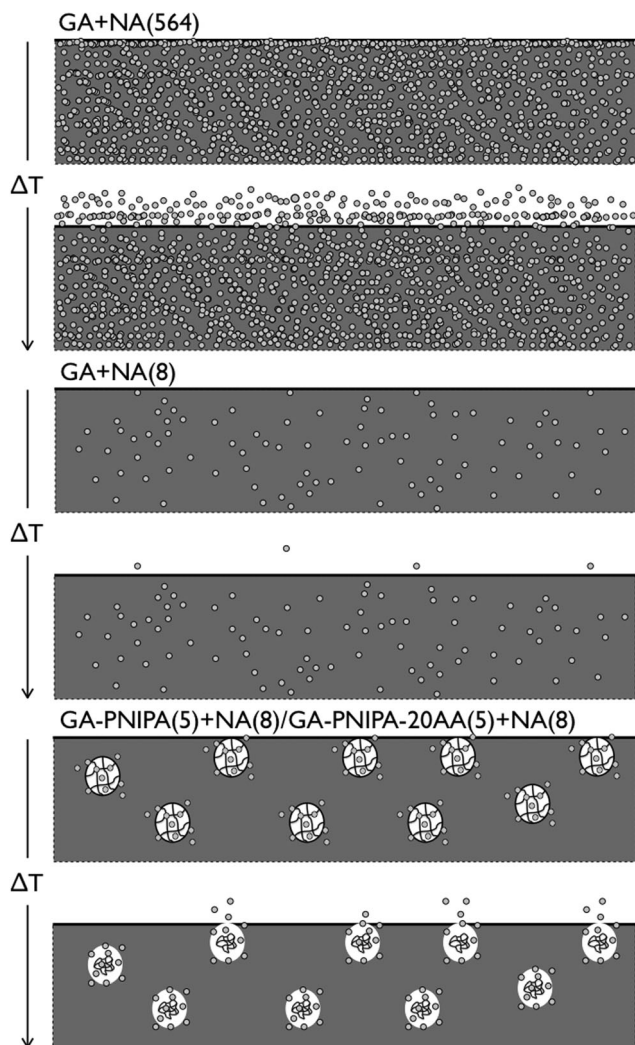 GA+NA(564)
ΔT
GA+NA(8)
ΔT
GA-PNIPA(5)+NA(8)/GA-PNIPA-20AA(5)+NA(8)
ΔT